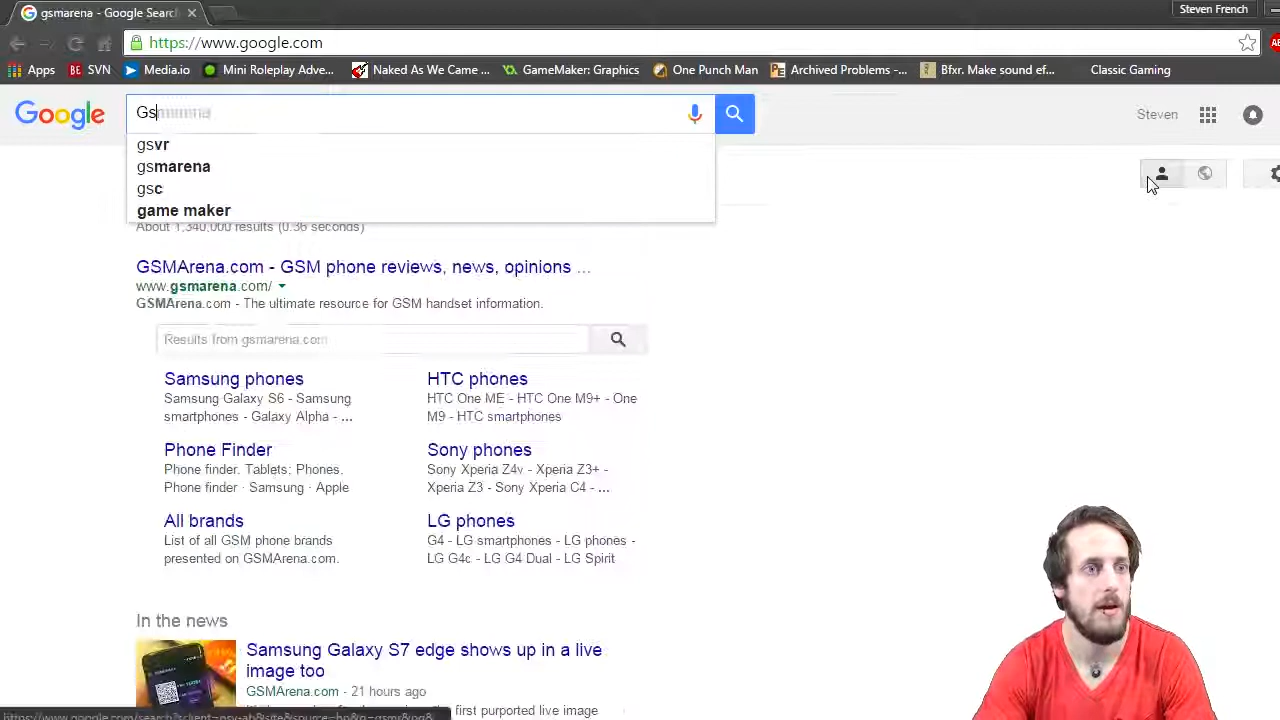 gsmarena - Google Search
Steven French
https://www.google.com
Apps
BE SVN
Media.io
Mini Roleplay Adve...
Naked As We Came ...
GameMaker: Graphics
One Punch Man
Archived Problems -...
Bfxr. Make sound ef...
Classic Gaming
Google
Gsmarena
Steven
gsvr
gsmarena
gsc
game maker
About 1,340,000 results (0.36 seconds)
GSMArena.com - GSM phone reviews, news, opinions ...
www.gsmarena.com/
GSMArena.com - The ultimate resource for GSM handset information.
Results from gsmarena.com
Samsung phones
Samsung Galaxy S6 - Samsung
smartphones - Galaxy Alpha - ...
HTC phones
HTC One ME - HTC One M9+ - One
M9 - HTC smartphones
Phone Finder
Phone finder. Tablets; Phones.
Phone finder · Samsung · Apple
Sony phones
Sony Xperia Z4v - Xperia Z3+ -
Xperia Z3 - Sony Xperia C4 - ...
All brands
List of all GSM phone brands
presented on GSMArena.com.
LG phones
G4 - LG smartphones - LG phones -
LG G4c - LG G4 Dual - LG Spirit
In the news
Samsung Galaxy S7 edge shows up in a live
image too
GSMArena.com - 21 hours ago
first purported live image